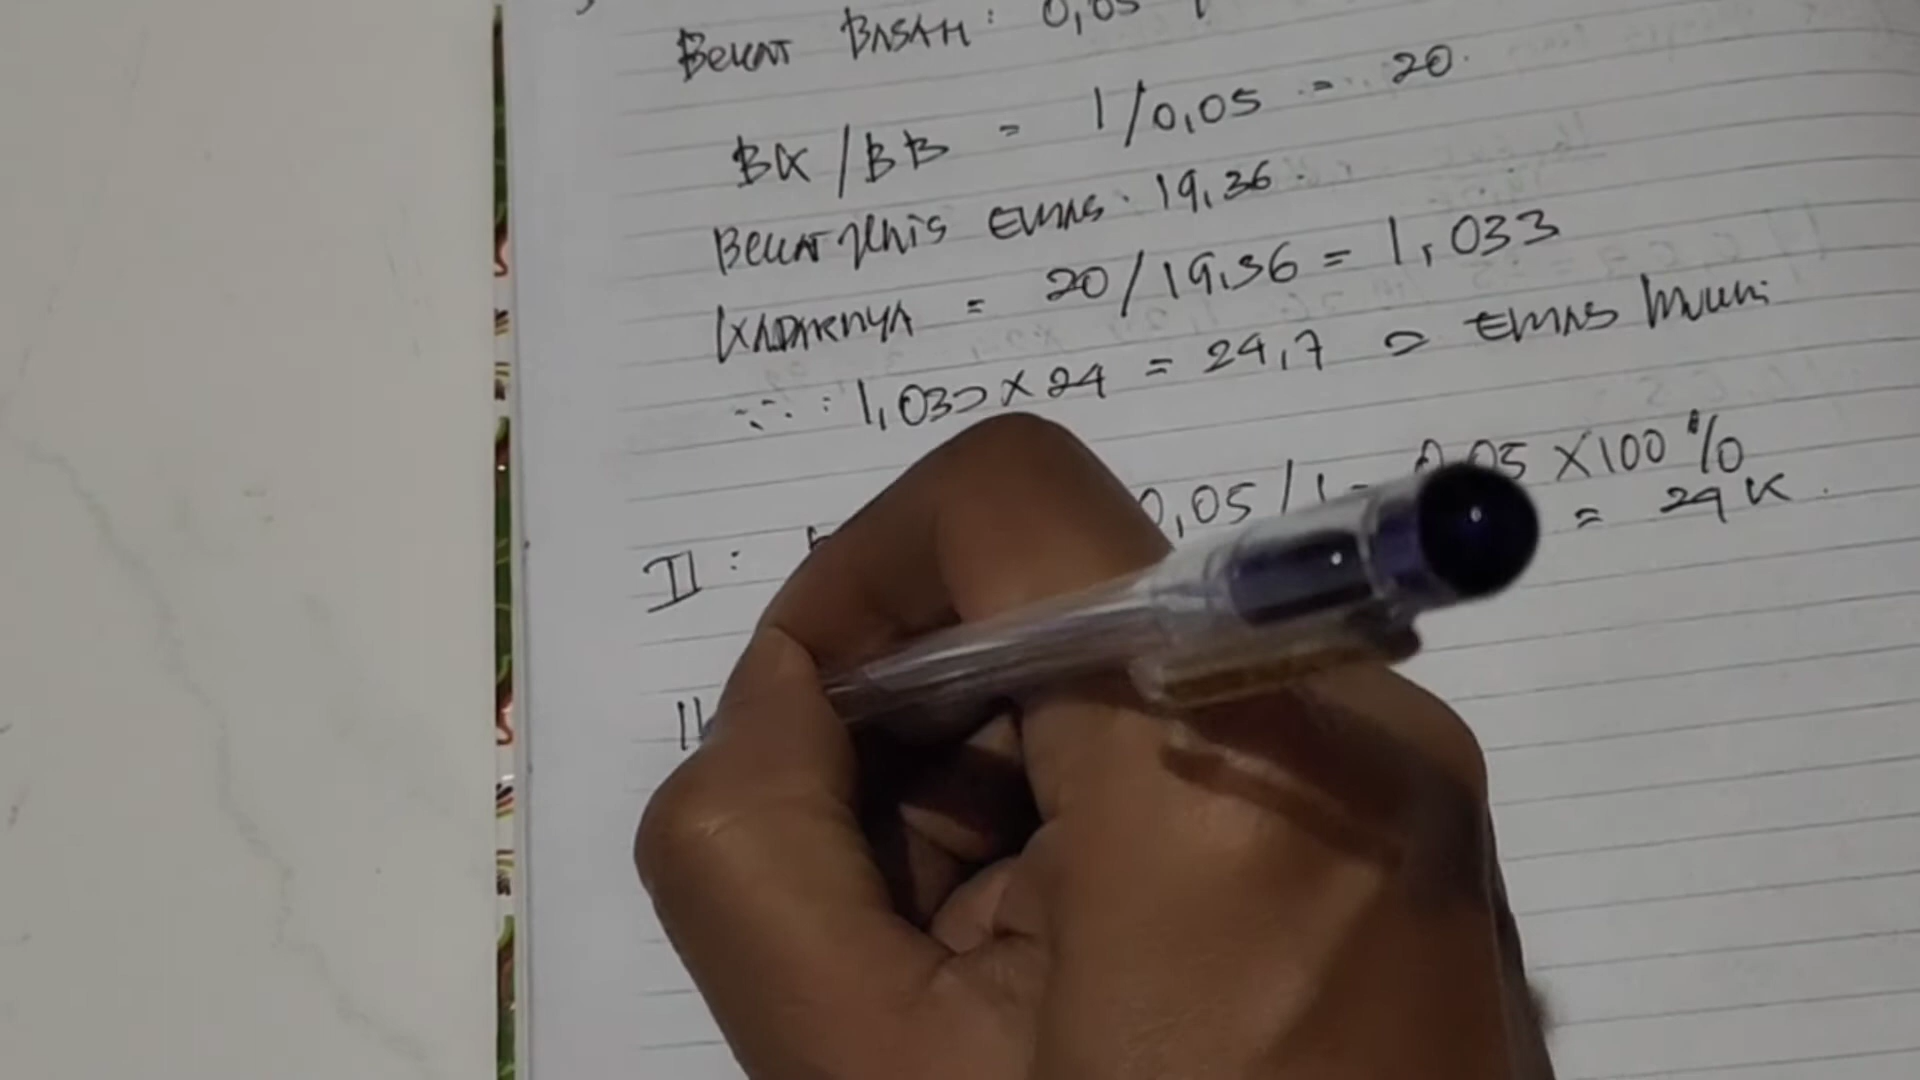 BERAT BASAH : 0,05
BK / BB = 1/0,05 = 20
BERAT JENIS EMAS : 19,36
KADARNYA = 20/19,36 = 1,033
∴ : 1,033 x 24 = 24,7 = EMAS MURNI
II : 0,05 / 1 = 0,05 x 100 %
= 24 K